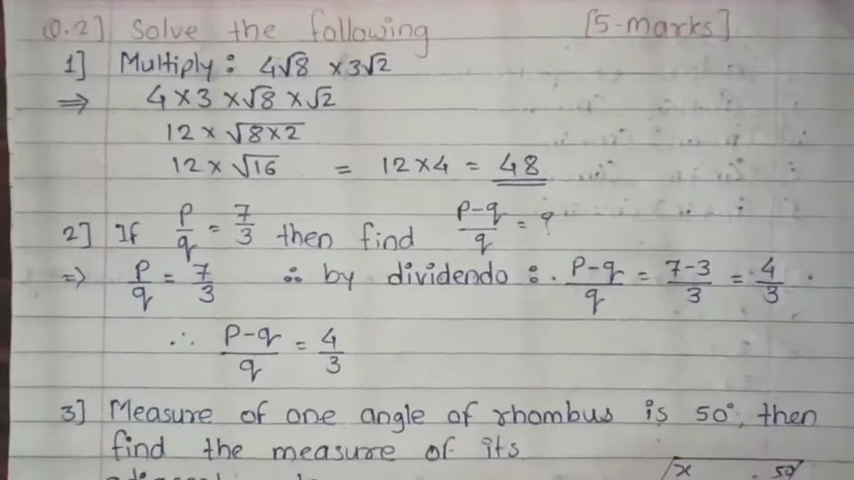 Q.2] Solve the following [5-marks]
1] Multiply : 4√8 ×3√2
⇒ 4 × 3 × √8 × √2
12 × √8×2
12 × √16 = 12×4 = 48
2] If p/q = 7/3 then find p-q/q = ?
⇒ p/q = 7/3 ∴ by dividendo : p-q/q = 7-3/3 = 4/3 .
∴ p-q/q = 4/3
3] Measure of one angle of rhombus is 50°, then
find the measure of its
x 50